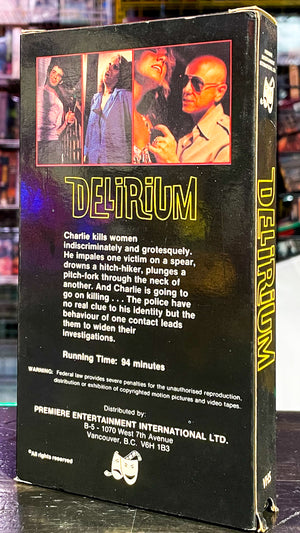 DELIRIUM
Charlie kills women
indiscriminately and grotesquely.
He impales one victim on a spear,
drowns a hitch-hiker, plunges a
pitch-fork through the neck of
another. And Charlie is going to
go on killing . . . The police have
no real clue to his identity but the
behaviour of one contact leads
them to widen their
investigations.
Running Time: 94 minutes
WARNING: Federal law provides severe penalties for the unauthorised reproduction,
distribution or exhibition of copyrighted motion pictures and video tapes.
Distributed by:
PREMIERE ENTERTAINMENT INTERNATIONAL LTD.
B-5 - 1070 West 7th Avenue
Vancouver, B.C. V6H 1B3
®All rights reserved
DELIRIUM
VHS